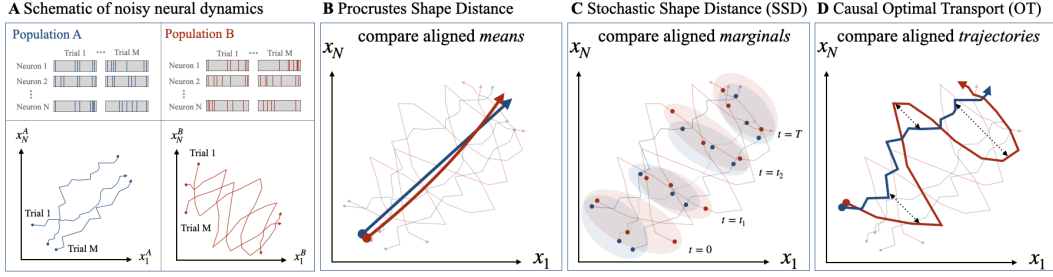 A Schematic of noisy neural dynamics
Population A
Population B
Trial 1 ··· Trial M
Trial 1 ··· Trial M
Neuron 1
Neuron 2
⋮
Neuron N
Neuron 1
Neuron 2
⋮
Neuron N
x_N^A
Trial 1
Trial M
x_1^A
x_N^B
Trial 1
Trial M
x_1^B
B Procrustes Shape Distance
compare aligned means
x_N
x_1
C Stochastic Shape Distance (SSD)
compare aligned marginals
x_N
t = T
t = t_2
t = t_1
t = 0
x_1
D Causal Optimal Transport (OT)
compare aligned trajectories
x_N
x_1